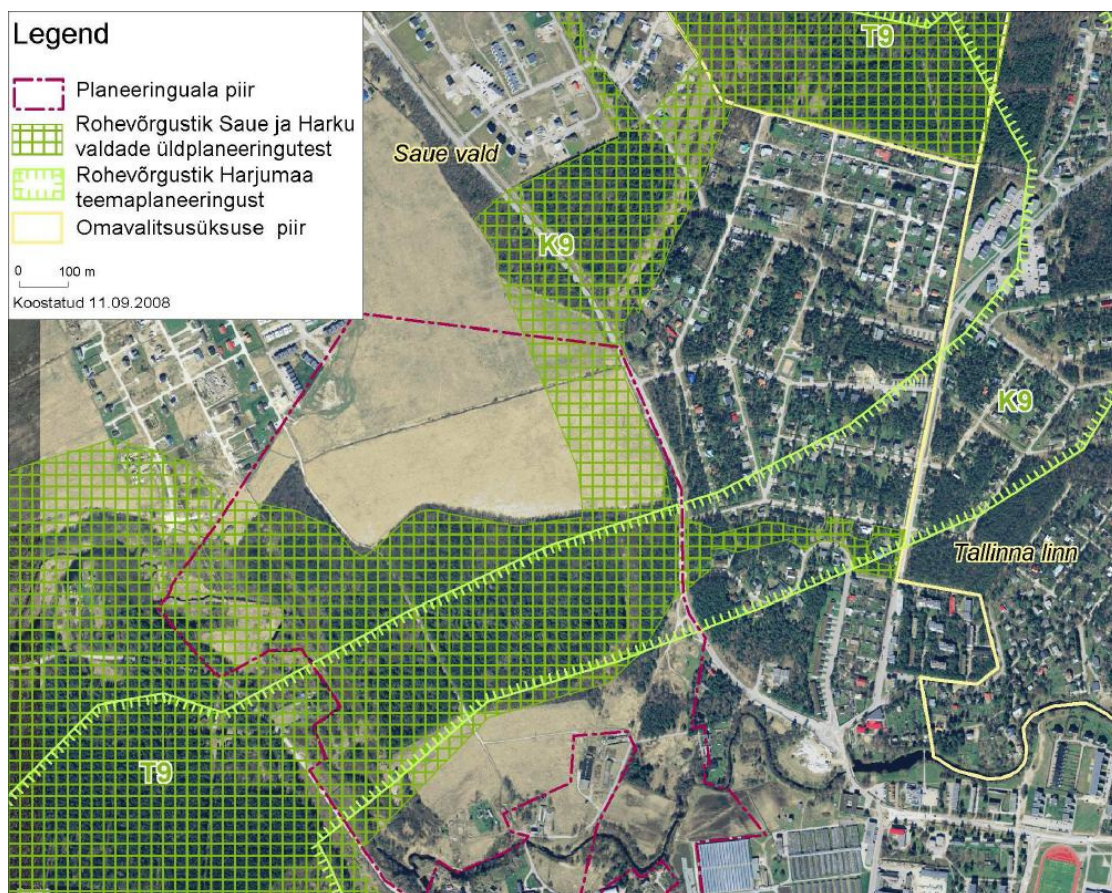 Legend
Planeeringuala piir
Rohevõrgustik Saue ja Harku
valdade üldplaneeringutest
Rohevõrgustik Harjumaa
teemaplaneeringust
Omavalitsusüksuse piir
0 100 m
Koostatud 11.09.2008
T9
Saue vald
K9
K9
Tallinna linn
T9